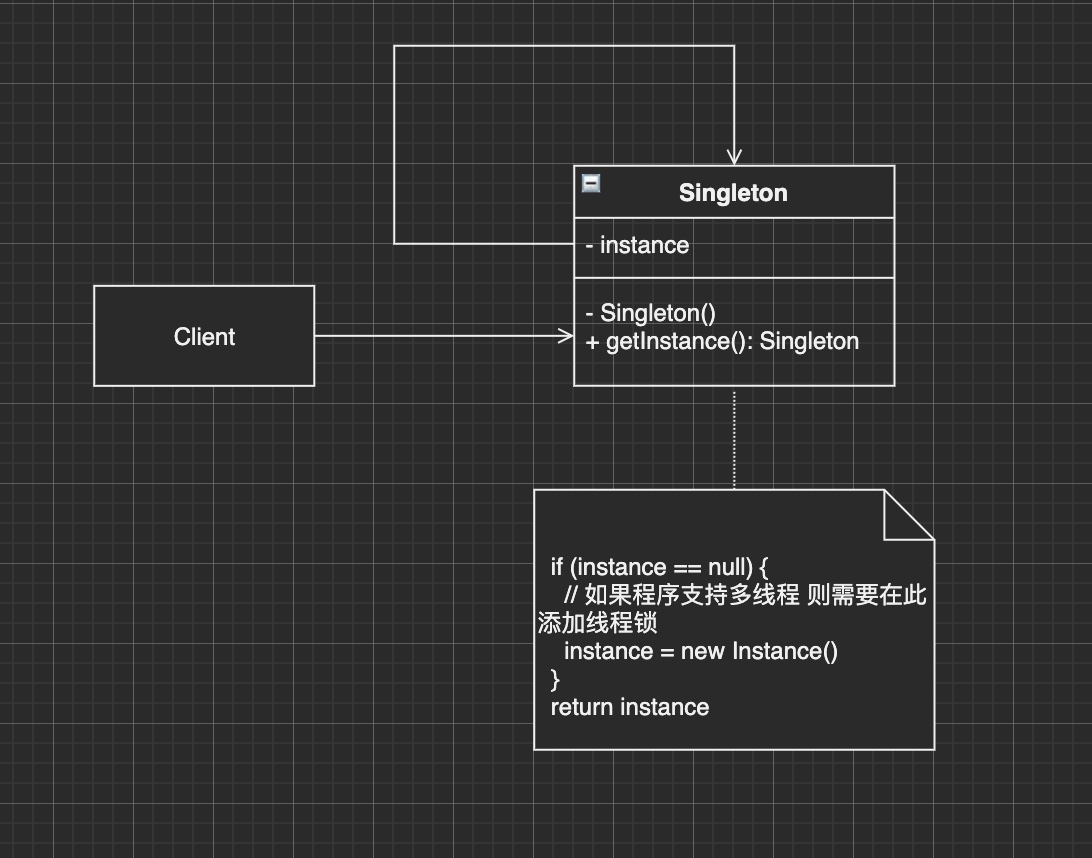 Singleton
- instance
- Singleton()
+ getInstance(): Singleton
Client
if (instance == null) {
// 如果程序支持多线程 则需要在此
添加线程锁
instance = new Instance()
}
return instance